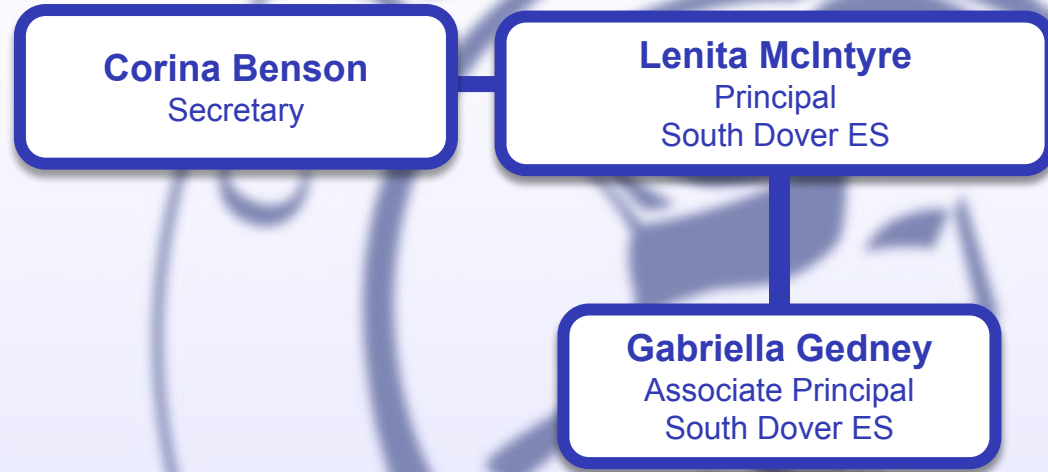 Corina Benson
Secretary
Lenita McIntyre
Principal
South Dover ES
Gabriella Gedney
Associate Principal
South Dover ES